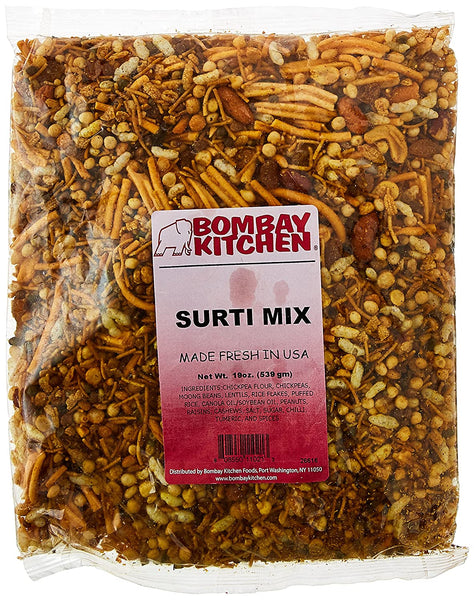 BOMBAY
KITCHEN®
SURTI MIX
MADE FRESH IN USA
Net Wt. 19oz. (539 gm)
INGREDIENTS:CHICKPEA FLOUR, CHICKPEAS,
MOONG BEANS, LENTILS, RICE FLAKES, PUFFED
RICE, CANOLA OIL/SOYBEAN OIL, PEANUTS,
RAISINS, CASHEWS, SALT, SUGAR, CHILLI,
TUMERIC, AND SPICES
Distributed by Bombay Kitchen Foods, Port Washington, NY 11050
www.bombaykitchen.com